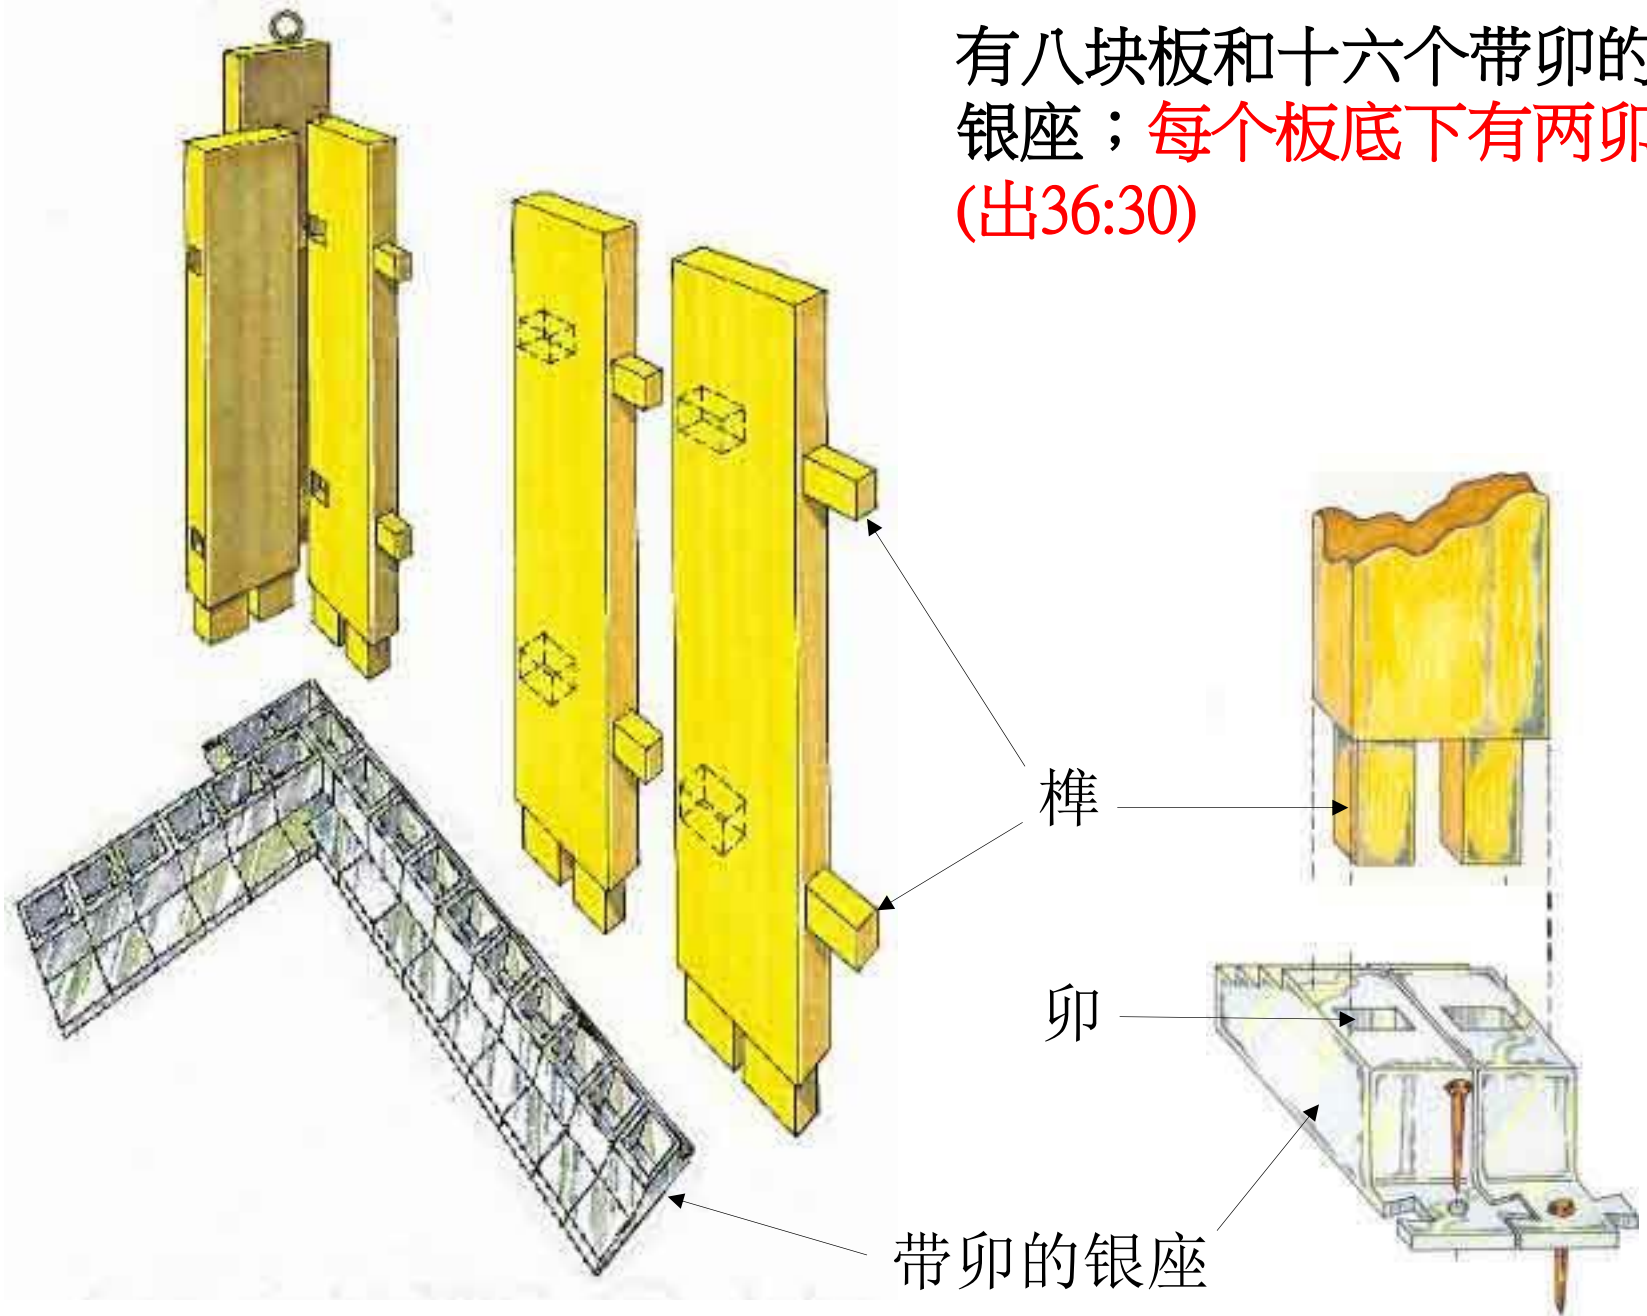 有八块板和十六个带卯的
银座；每个板底下有两卯
(出36:30)
榫
卯
带卯的银座